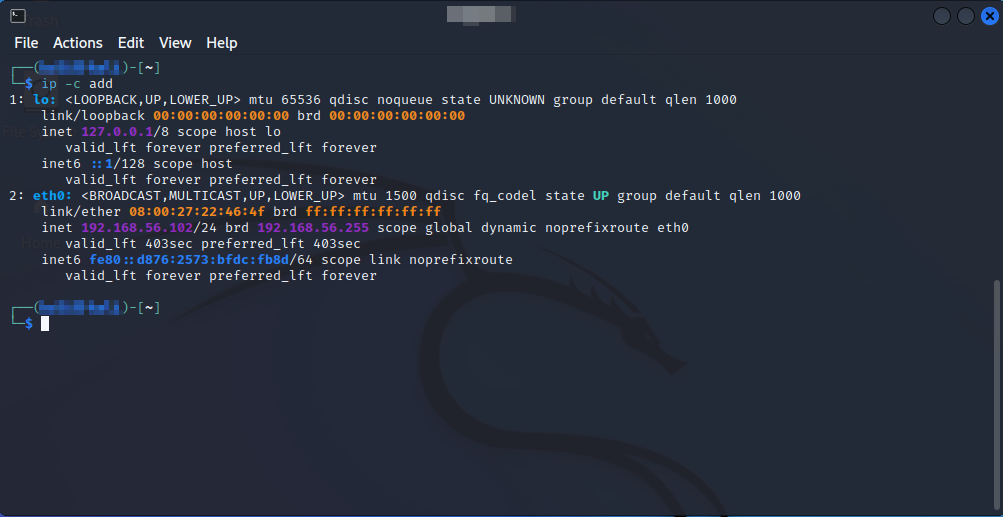 File Actions Edit View Help
┌──( )-[~]
└─$ ip -c add
1: lo: <LOOPBACK,UP,LOWER_UP> mtu 65536 qdisc noqueue state UNKNOWN group default qlen 1000
link/loopback 00:00:00:00:00:00 brd 00:00:00:00:00:00
inet 127.0.0.1/8 scope host lo
valid_lft forever preferred_lft forever
inet6 ::1/128 scope host
valid_lft forever preferred_lft forever
2: eth0: <BROADCAST,MULTICAST,UP,LOWER_UP> mtu 1500 qdisc fq_codel state UP group default qlen 1000
link/ether 08:00:27:22:46:4f brd ff:ff:ff:ff:ff:ff
inet 192.168.56.102/24 brd 192.168.56.255 scope global dynamic noprefixroute eth0
valid_lft 403sec preferred_lft 403sec
inet6 fe80::d876:2573:bfdc:fb8d/64 scope link noprefixroute
valid_lft forever preferred_lft forever
┌──( )-[~]
└─$